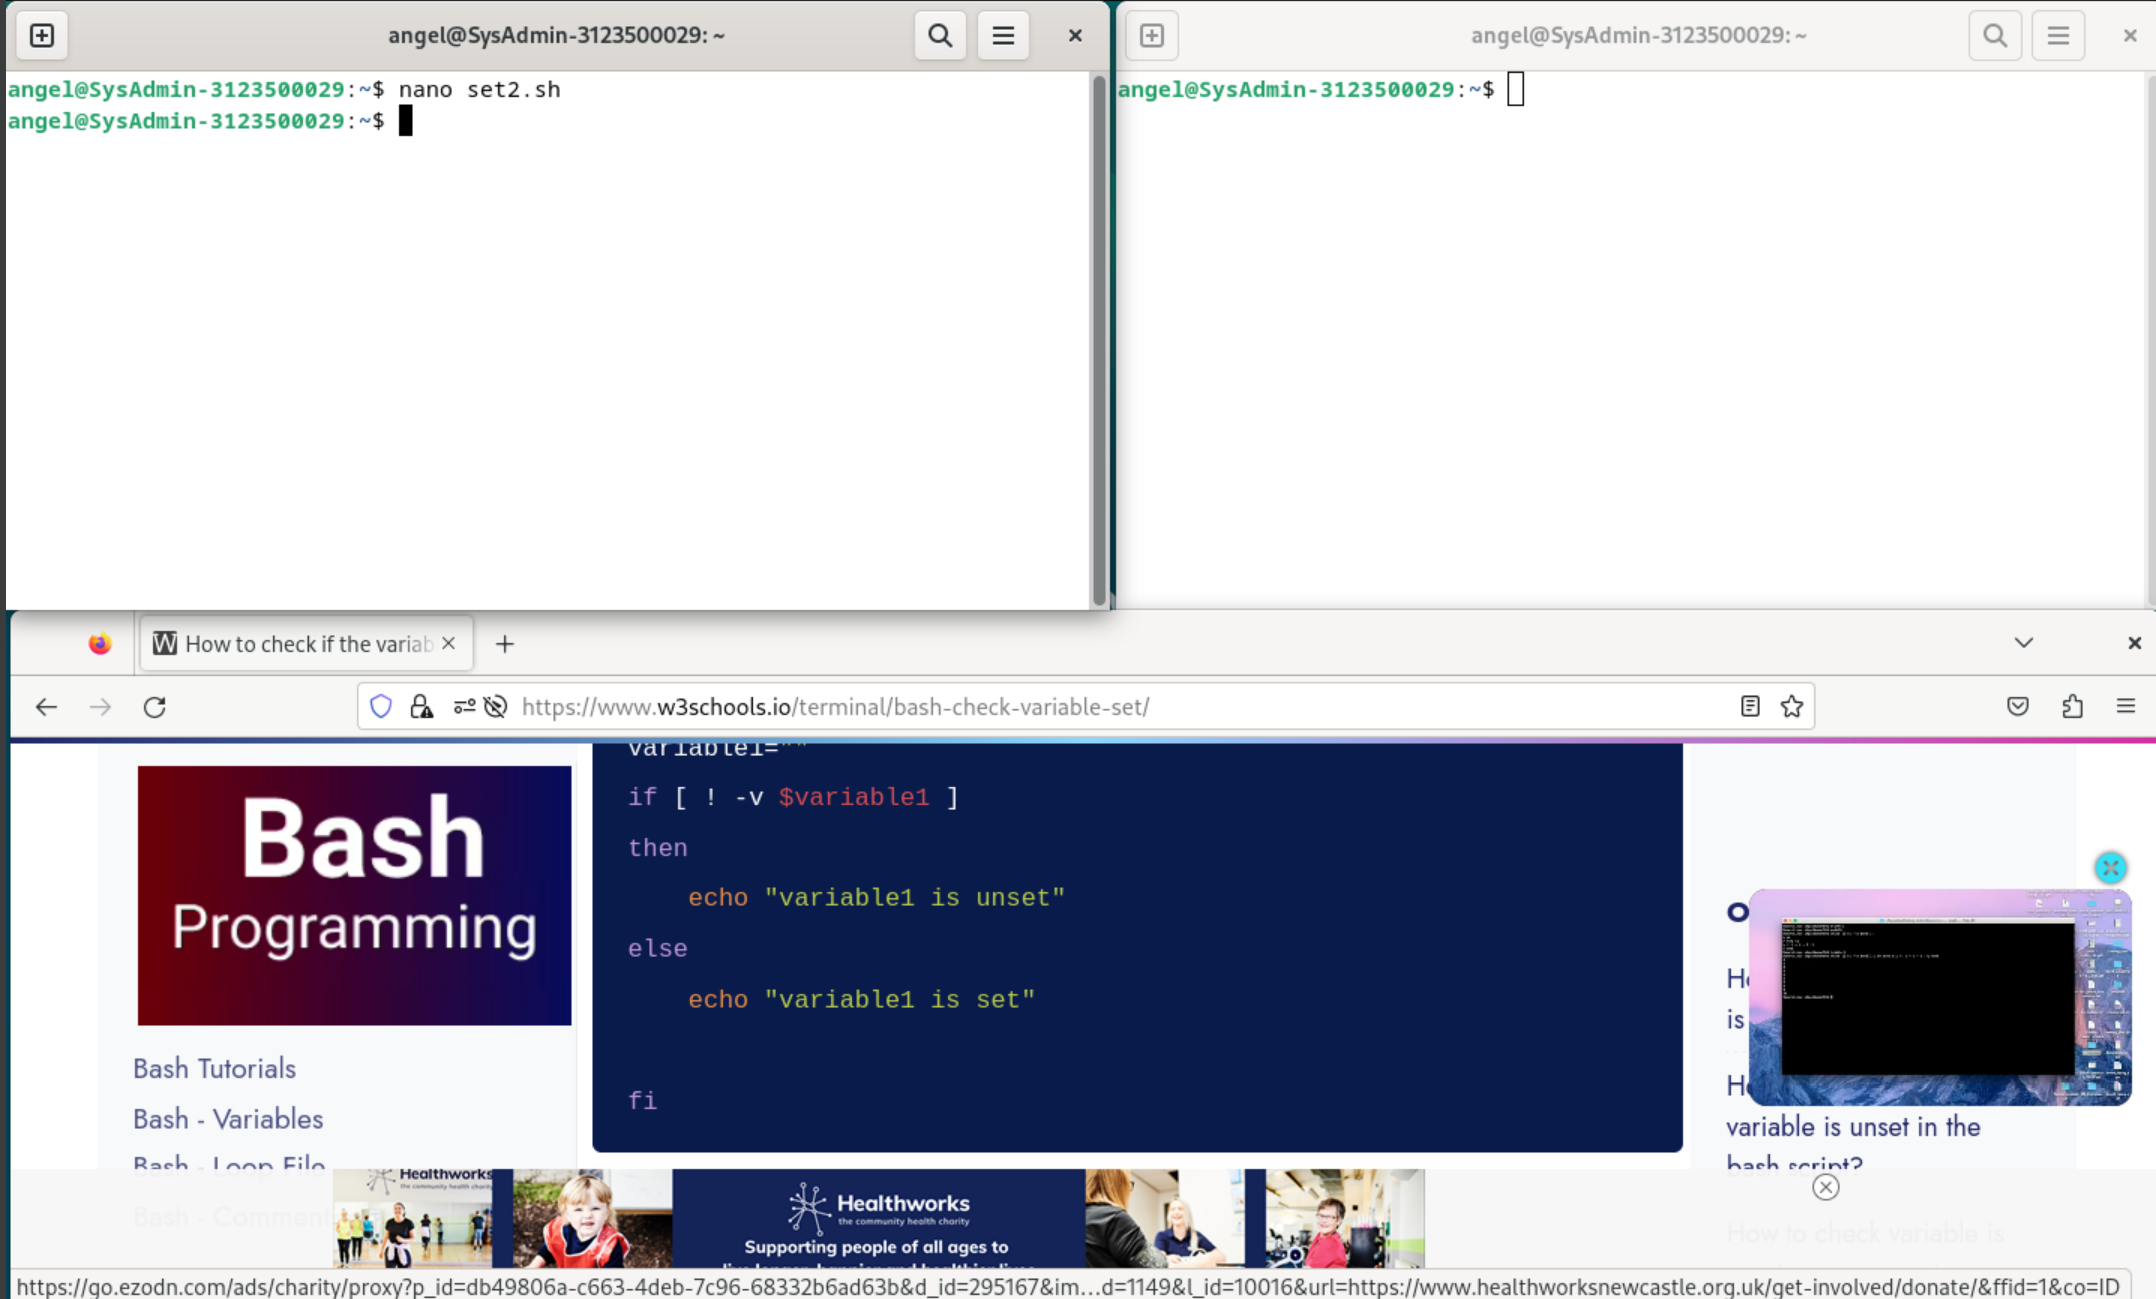 angel@SysAdmin-3123500029: ~
angel@SysAdmin-3123500029:~$ nano set2.sh
angel@SysAdmin-3123500029:~$
angel@SysAdmin-3123500029: ~
angel@SysAdmin-3123500029:~$
How to check if the variab
https://www.w3schools.io/terminal/bash-check-variable-set/
Bash
Programming
Bash Tutorials
Bash - Variables
Bash - Loop File
Bash - Comment
variable1=""
if [ ! -v $variable1 ]
then
echo "variable1 is unset"
else
echo "variable1 is set"
fi
is
variable is unset in the
bash script?
How to check variable is
Healthworks
the community health charity
Healthworks
the community health charity
Supporting people of all ages to
https://go.ezodn.com/ads/charity/proxy?p_id=db49806a-c663-4deb-7c96-68332b6ad63b&d_id=295167&im...d=1149&l_id=10016&url=https://www.healthworksnewcastle.org.uk/get-involved/donate/&ffid=1&co=ID